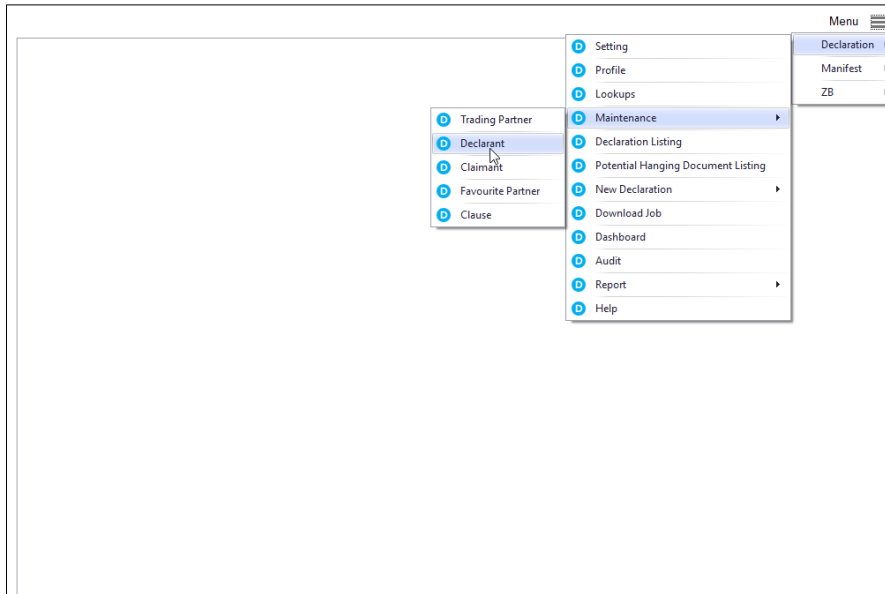 Menu
Declaration
Manifest
ZB
D Setting
D Profile
D Lookups
D Maintenance
D Declaration Listing
D Potential Hanging Document Listing
D New Declaration
D Download Job
D Dashboard
D Audit
D Report
D Help
D Trading Partner
D Declarant
D Claimant
D Favourite Partner
D Clause